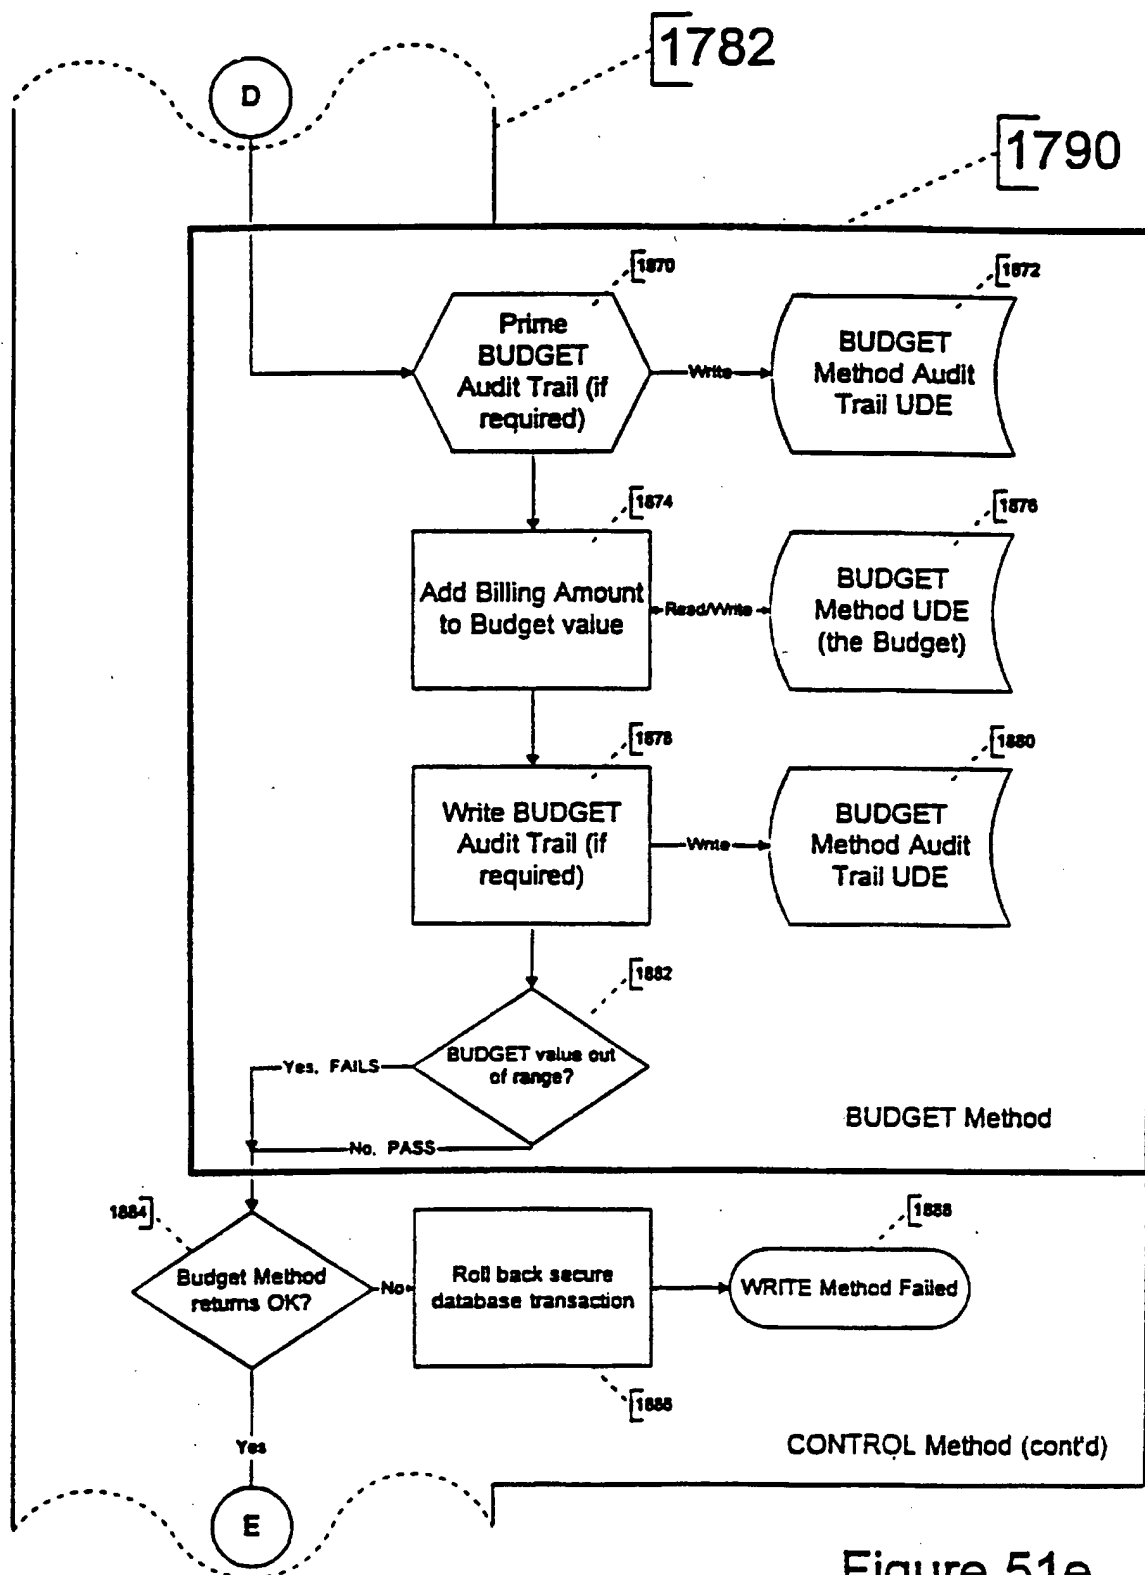 1782
D
1790
1870
1872
Prime
BUDGET
Audit Trail (if
required)
Write
BUDGET
Method Audit
Trail UDE
1874
1876
Add Billing Amount
to Budget value
Read/Write
BUDGET
Method UDE
(the Budget)
1878
1880
Write BUDGET
Audit Trail (if
required)
Write
BUDGET
Method Audit
Trail UDE
1882
BUDGET value out
of range?
Yes, FAILS
No, PASS
BUDGET Method
1884
1888
Budget Method
returns OK?
No
Roll back secure
database transaction
WRITE Method Failed
Yes
CONTROL Method (cont'd)
E
Figure 51e